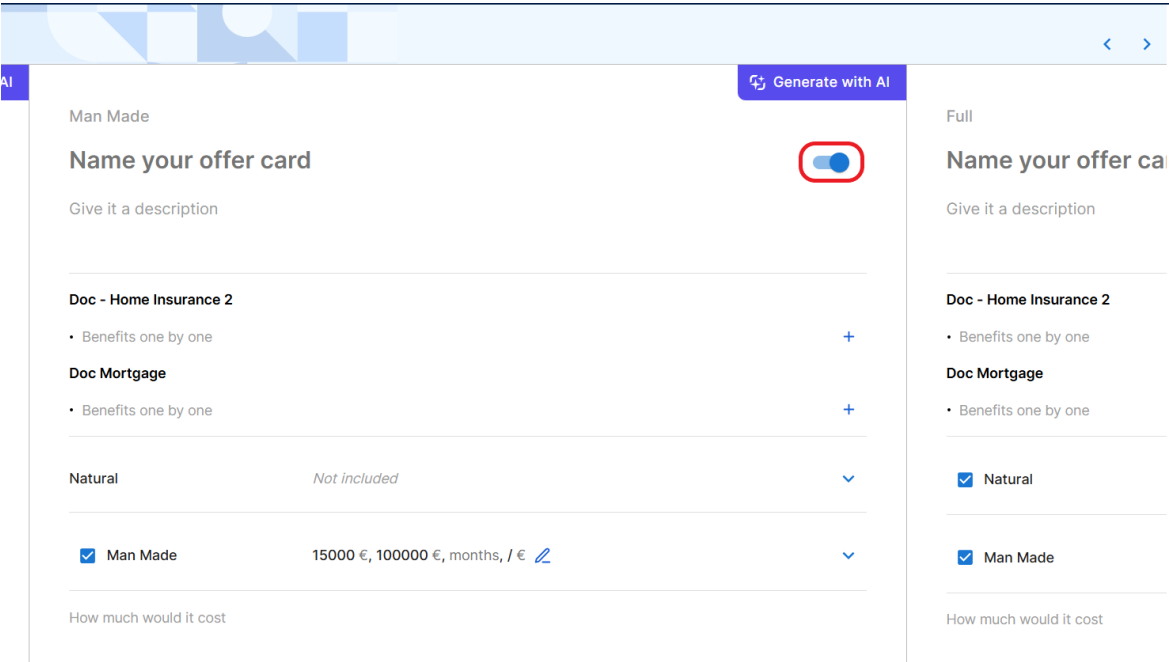 AI
Generate with AI
Man Made
Name your offer card
Give it a description
Doc - Home Insurance 2
• Benefits one by one
Doc Mortgage
• Benefits one by one
Natural Not included
Man Made 15000 €, 100000 €, months, / €
How much would it cost
Full
Name your offer car
Give it a description
Doc - Home Insurance 2
• Benefits one by one
Doc Mortgage
• Benefits one by one
Natural
Man Made
How much would it cost